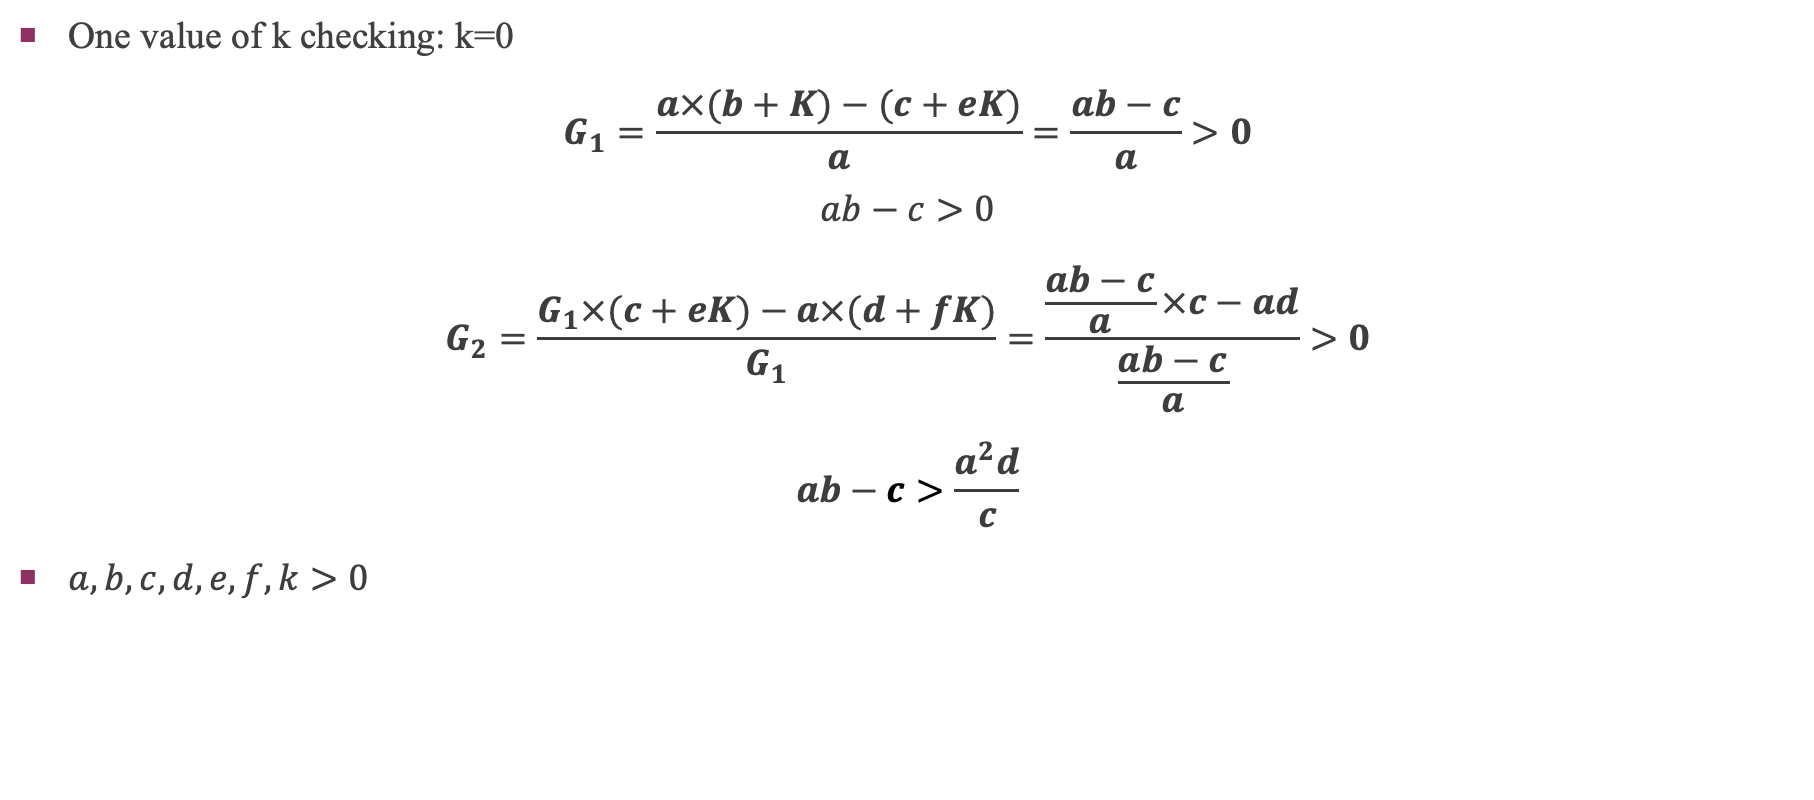 ▪ One value of k checking: k=0
G₁ = (a×(b + K) − (c + eK))/a = (ab − c)/a > 0
ab − c > 0
G₂ = (G₁×(c + eK) − a×(d + fK))/G₁ = ((ab − c)/a ×c − ad)/((ab − c)/a) > 0
ab − c > a²d/c
▪ a, b, c, d, e, f, k > 0